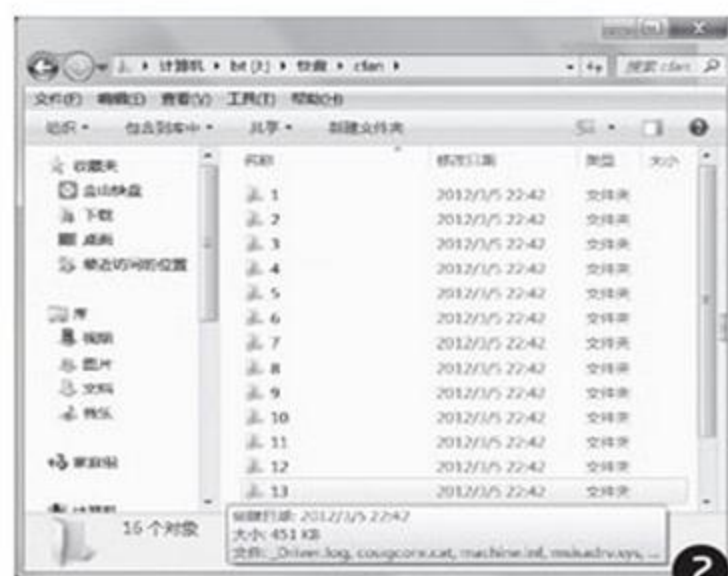 计算机 ▸ bt (J:) ▸ 快盘 ▸ cfan ▸
搜索 cfan
文件(F) 编辑(E) 查看(V) 工具(T) 帮助(H)
组织 包含到库中 共享 新建文件夹
收藏夹
金山快盘
下载
桌面
最近访问的位置
库
视频
图片
文档
音乐
家庭组
计算机
名称 修改日期 类型 大小
1 2012/3/5 22:42 文件夹
2 2012/3/5 22:42 文件夹
3 2012/3/5 22:42 文件夹
4 2012/3/5 22:42 文件夹
5 2012/3/5 22:42 文件夹
6 2012/3/5 22:42 文件夹
7 2012/3/5 22:42 文件夹
8 2012/3/5 22:42 文件夹
9 2012/3/5 22:42 文件夹
10 2012/3/5 22:42 文件夹
11 2012/3/5 22:42 文件夹
12 2012/3/5 22:42 文件夹
13 2012/3/5 22:42 文件夹
16 个对象
创建日期: 2012/3/5 22:42
大小: 451 KB
文件: _Driver.log, cougcorx.cat, machine.inf, mskadrv.sys, ...
2